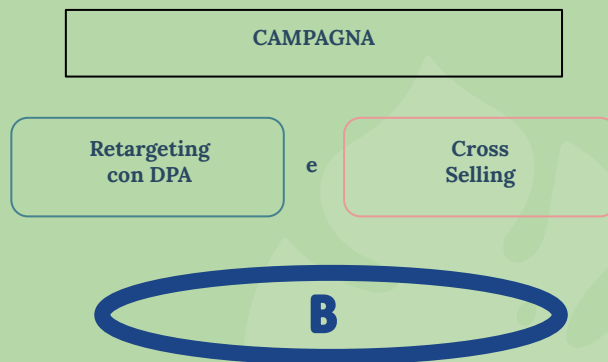 CAMPAGNA
Retargeting
con DPA
e
Cross
Selling
B